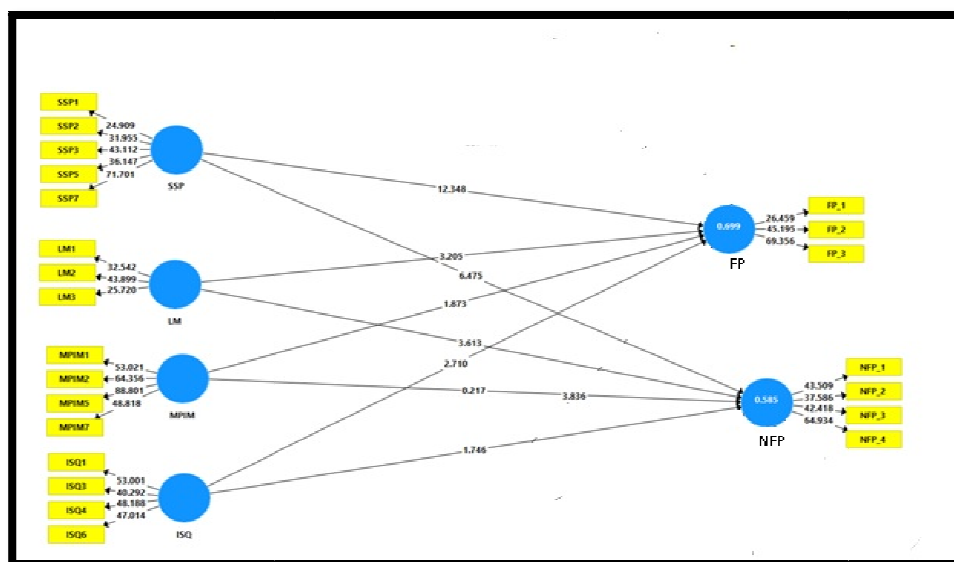 SSP1
24.909
SSP2
31.955
SSP3
43.112
SSP5
36.147
SSP7
71.701
SSP
12.348
6.475
FP_1
26.459
FP_2
45.195
FP_3
69.356
0.699
FP
LM1
32.542
LM2
43.899
LM3
25.720
LM
3.205
3.613
MPIM1
53.021
MPIM2
64.356
MPIM5
88.801
MPIM7
48.818
MPIM
1.873
0.217
3.836
NFP_1
43.509
NFP_2
37.586
NFP_3
42.418
NFP_4
64.934
0.585
NFP
ISQ1
53.001
ISQ3
40.292
ISQ4
48.188
ISQ6
47.014
ISQ
2.710
1.746